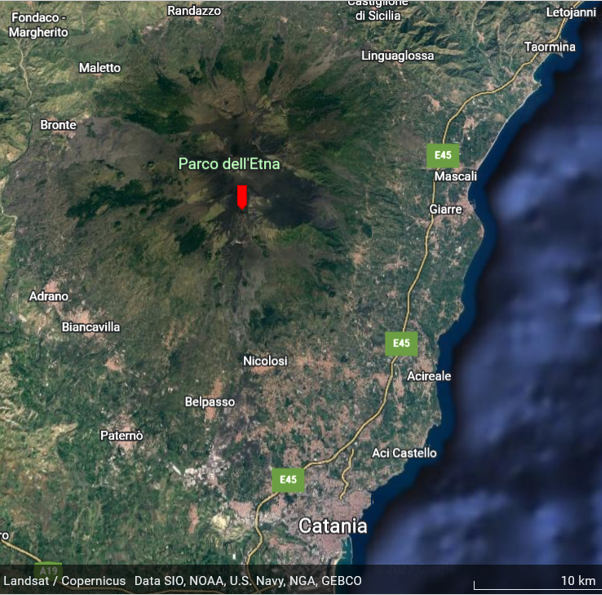 Castiglione
di Sicilia
Letojanni
Randazzo
Fondaco -
Margherito
Taormina
Linguaglossa
Maletto
Bronte
E45
Parco dell'Etna
Mascali
Giarre
Adrano
Biancavilla
E45
Nicolosi
Acireale
Belpasso
Paternò
Aci Castello
E45
Catania
ro
A19
Landsat / Copernicus Data SIO, NOAA, U.S. Navy, NGA, GEBCO
10 km